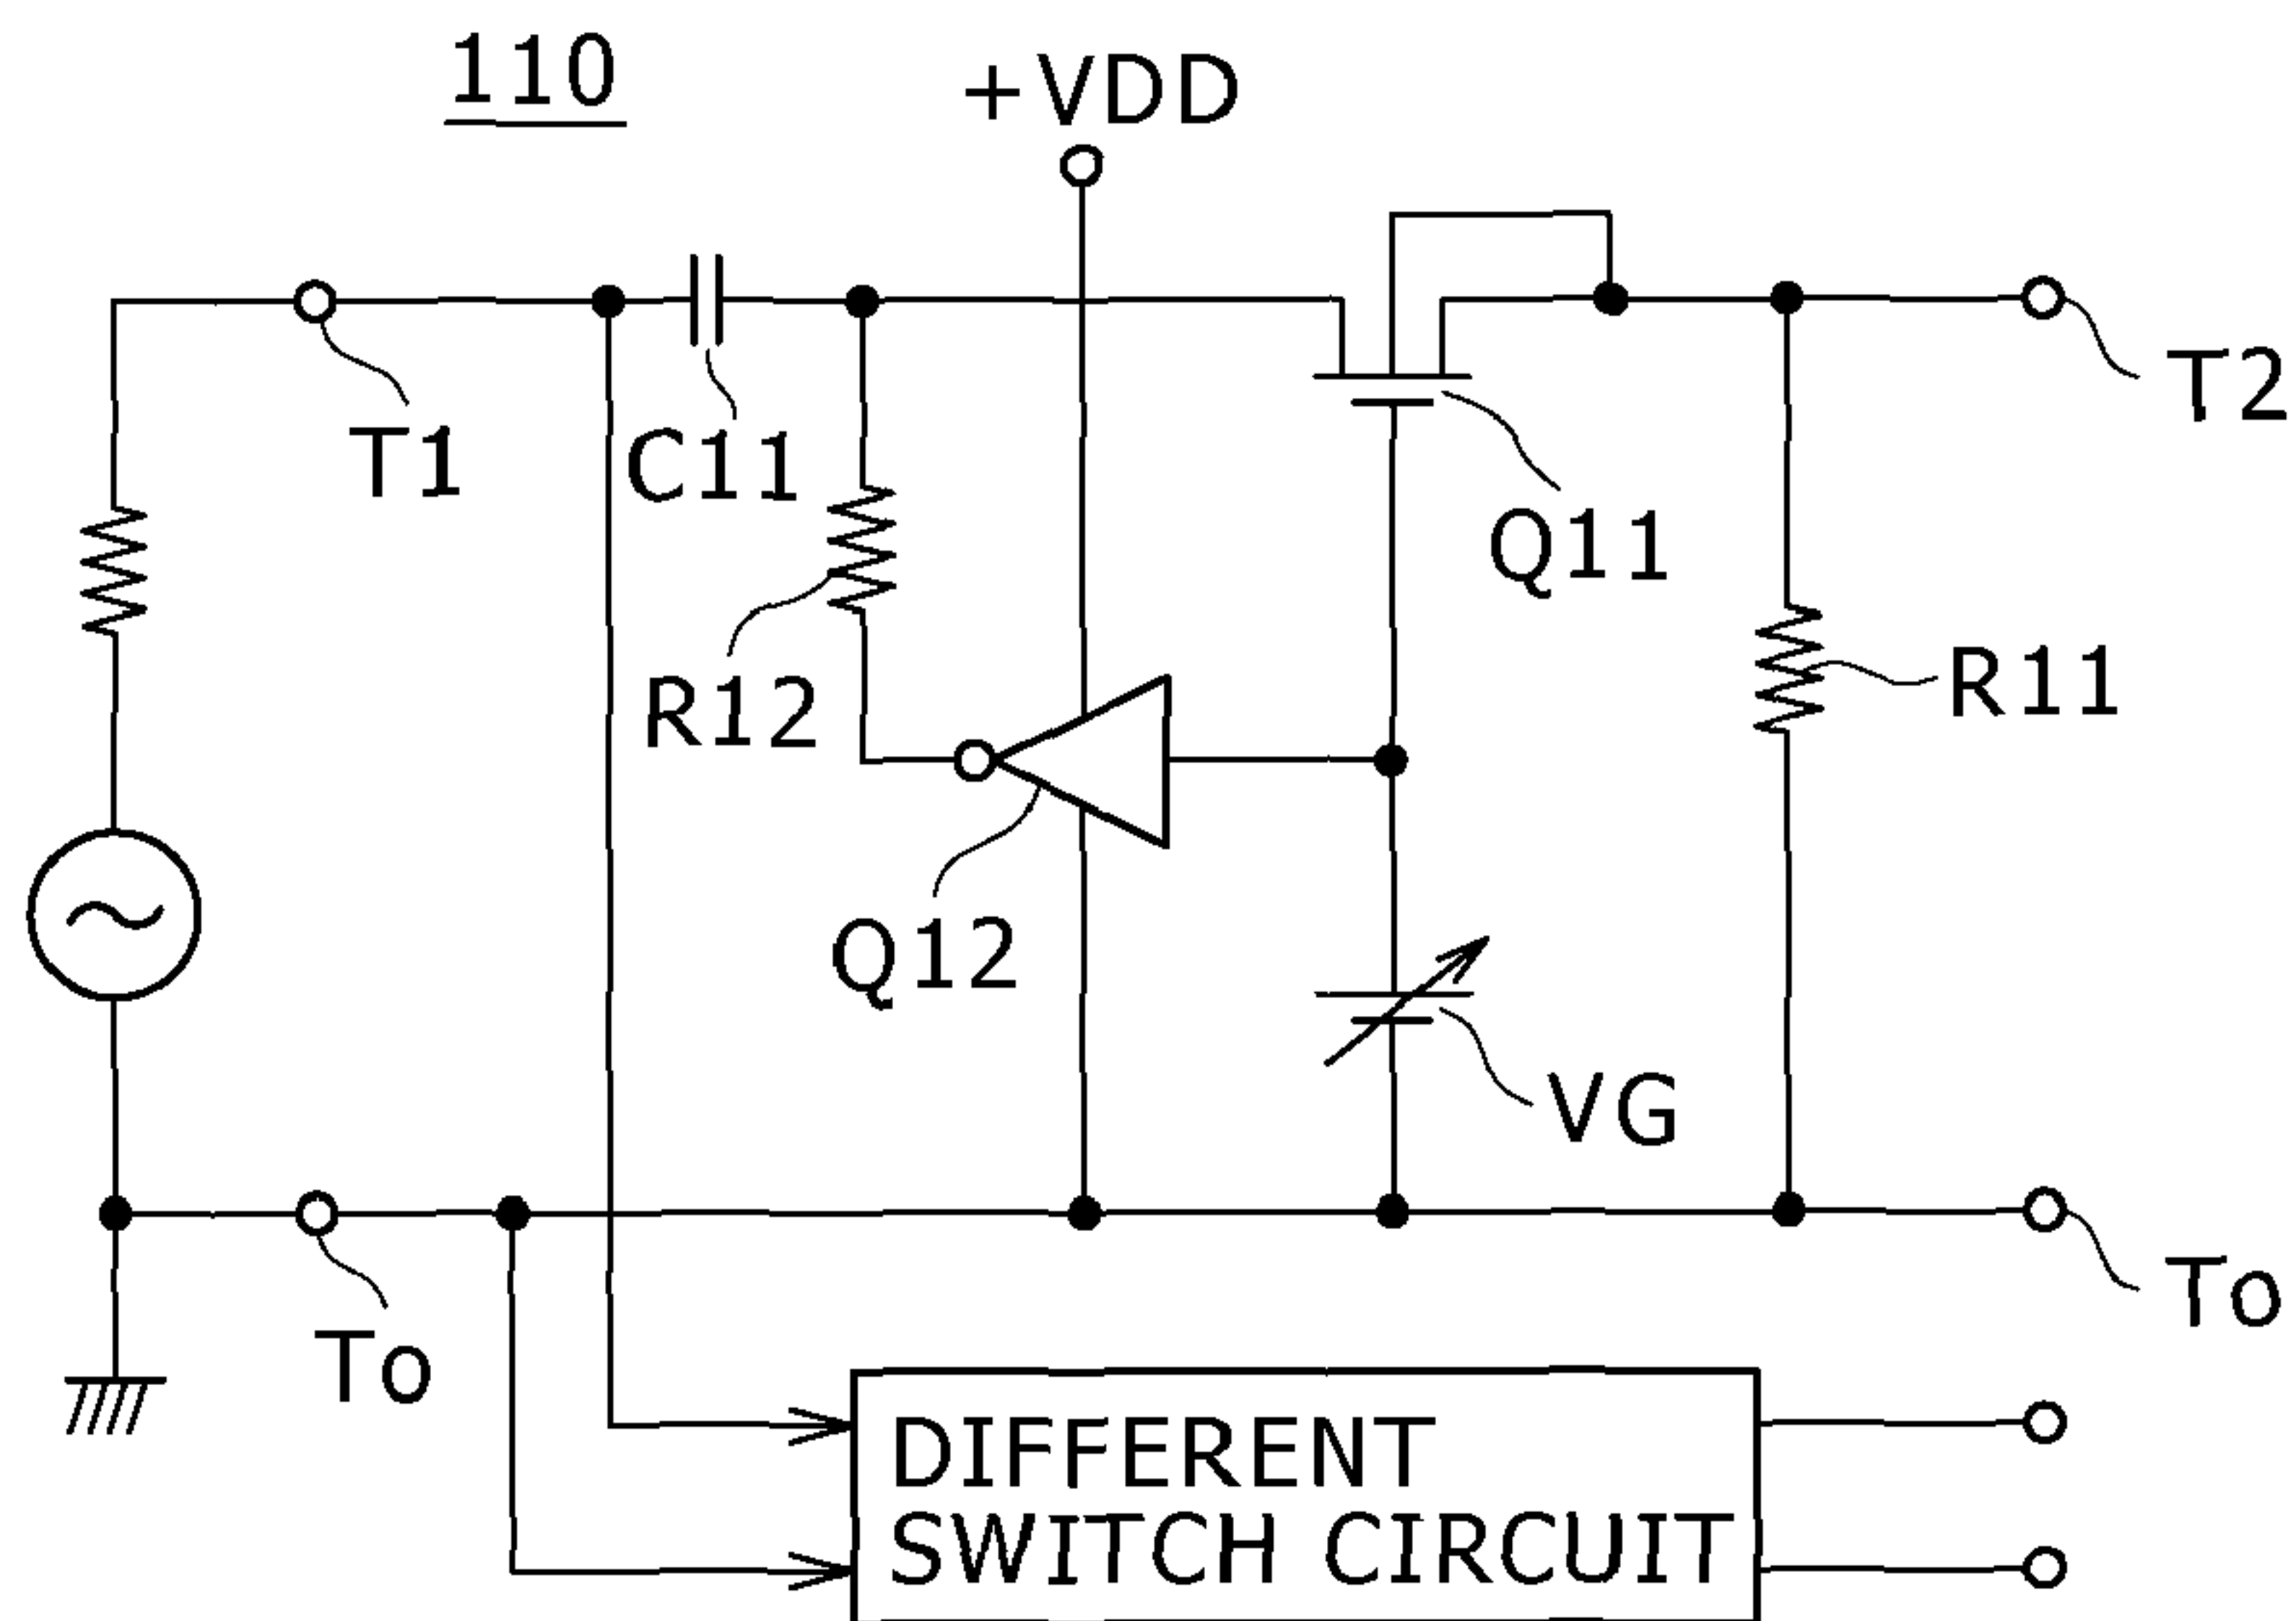 110
+VDD
T1
C11
T2
Q11
R12
R11
Q12
VG
To
To
DIFFERENT
SWITCH CIRCUIT